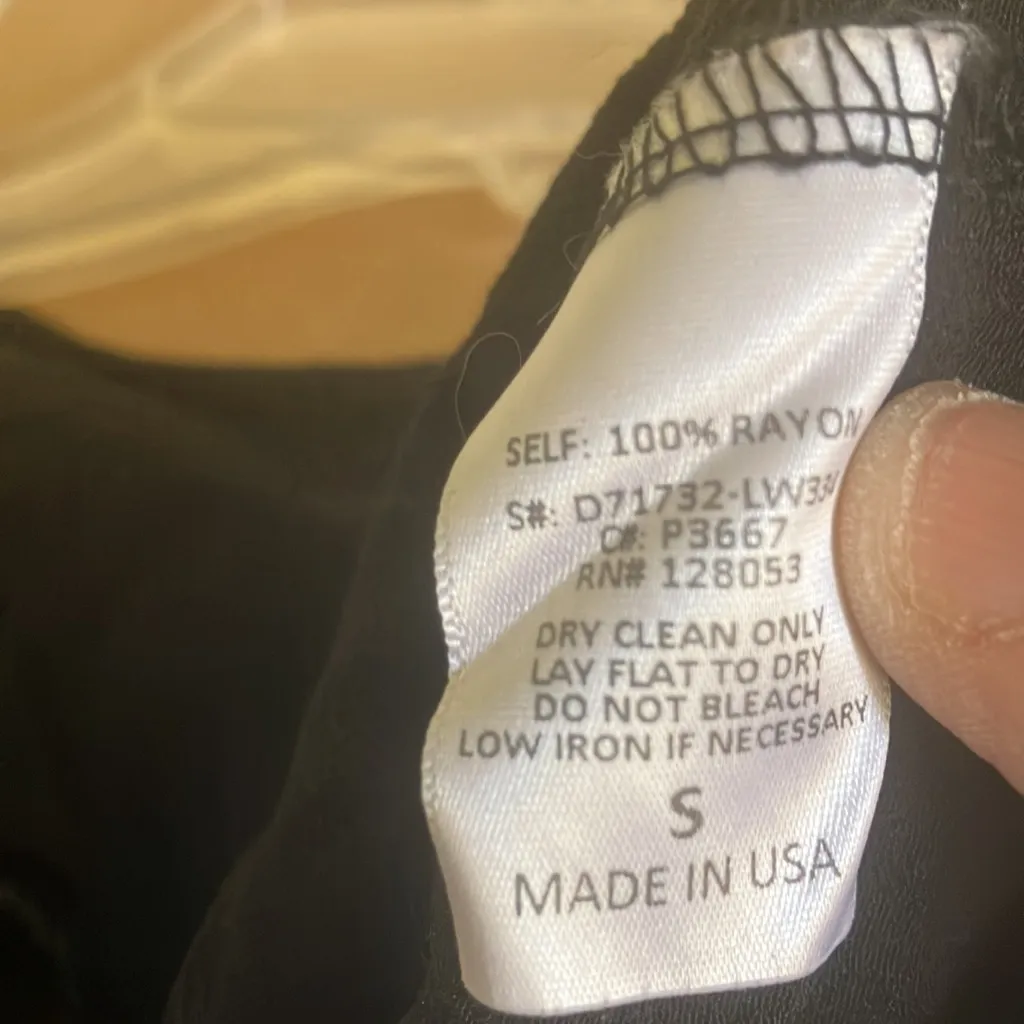 SELF: 100% RAYON
S#: D71732-LW33
C#: P3667
RN# 128053
DRY CLEAN ONLY
LAY FLAT TO DRY
DO NOT BLEACH
LOW IRON IF NECESSARY
S
MADE IN USA